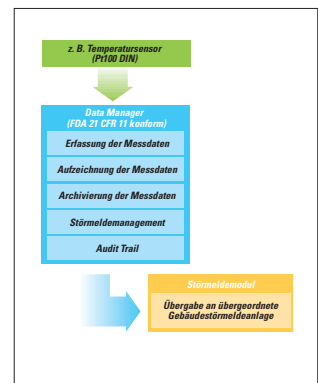 z. B. Temperatursensor
(Pt100 DIN)
Data Manager
(FDA 21 CFR 11 konform)
Erfassung der Messdaten
Aufzeichnung der Messdaten
Archivierung der Messdaten
Störmeldemanagement
Audit Trail
Störmeldemodul
Übergabe an übergeordnete
Gebäudestörmeldeanlage